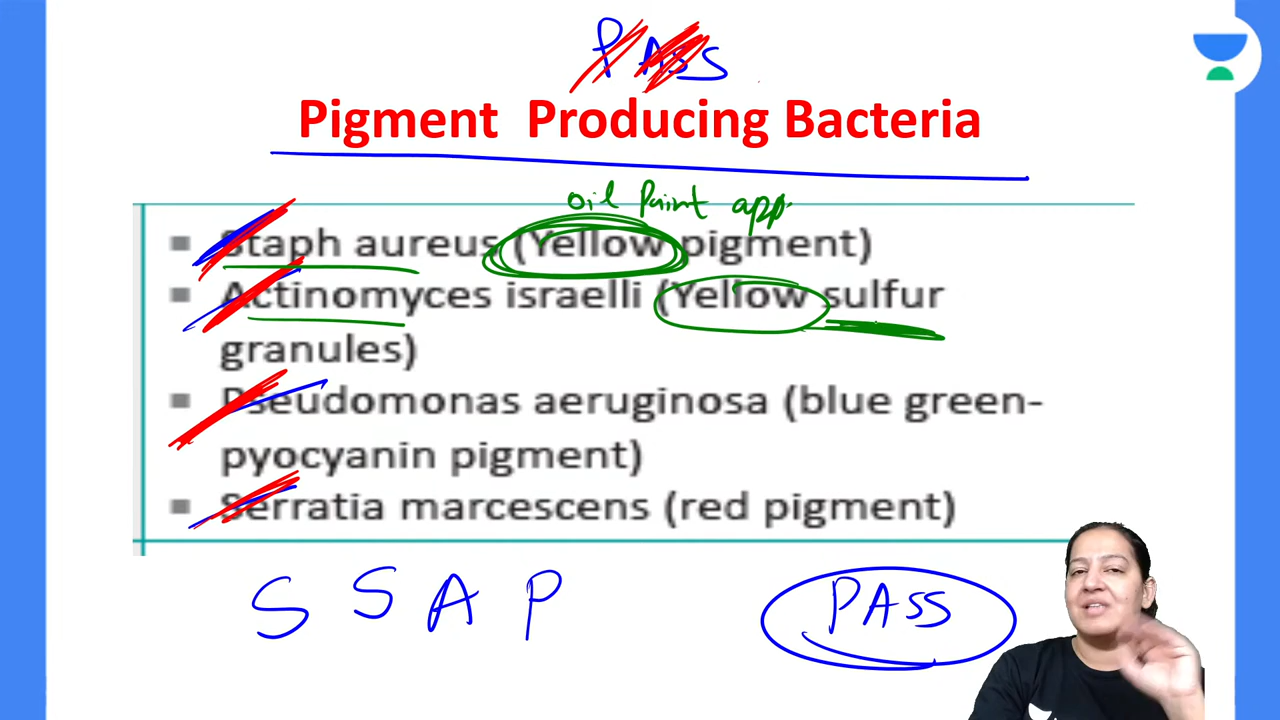 PASS
Pigment Producing Bacteria
oil Paint app
Staph aureus (Yellow pigment)
Actinomyces israelli (Yellow sulfur
granules)
Pseudomonas aeruginosa (blue green-
pyocyanin pigment)
Serratia marcescens (red pigment)
S S A P
PASS